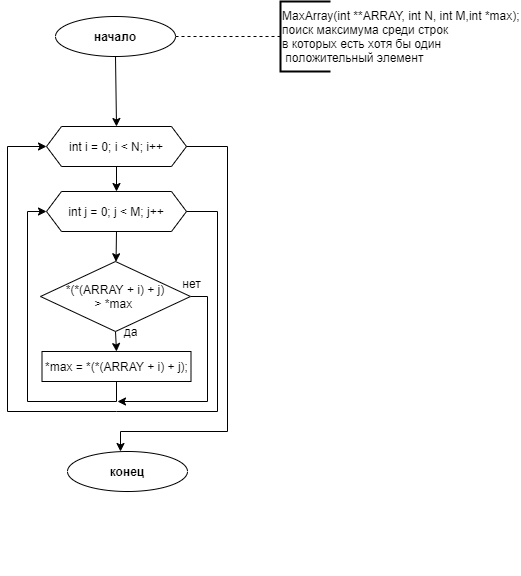 начало
MaxArray(int **ARRAY, int N, int M,int *max);
поиск максимума среди строк
в которых есть хотя бы один
положительный элемент
int i = 0; i < N; i++
int j = 0; j < M; j++
*(*(ARRAY + i) + j)
> *max
нет
да
*max = *(*(ARRAY + i) + j);
конец